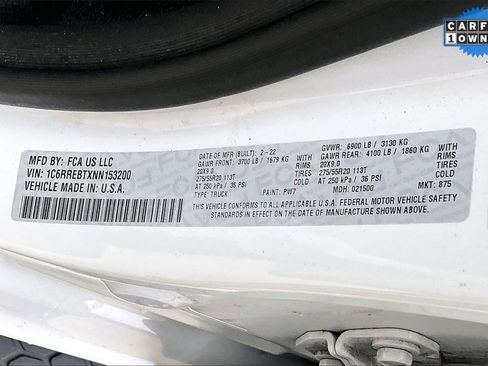 CARF
1 OWN
MFD BY: FCA US LLC
VIN: 1C6RREBTXNN153200
VEHICLE MADE IN: U.S.A.
DATE OF MFR (BUILT): 2-22
GVWR: 6900 LB / 3130 KG
GAWR FRONT: 3700 LB / 1679 KG WITH
GAWR REAR: 4100 LB / 1860 KG WITH
20X9.0 RIMS
20X9.0 RIMS
275/55R20 113T TIRES
275/55R20 113T TIRES
AT 250 kPa / 36 PSI COLD
AT 250 kPa / 36 PSI COLD
TYPE: PAINT: PW7 MDH: 021500 MKT: 875
THIS VEHICLE CONFORMS TO ALL APPLICABLE U.S.A. FEDERAL MOTOR VEHICLE SAFETY
STANDARDS IN EFFECT ON THE DATE OF MANUFACTURE SHOWN ABOVE.